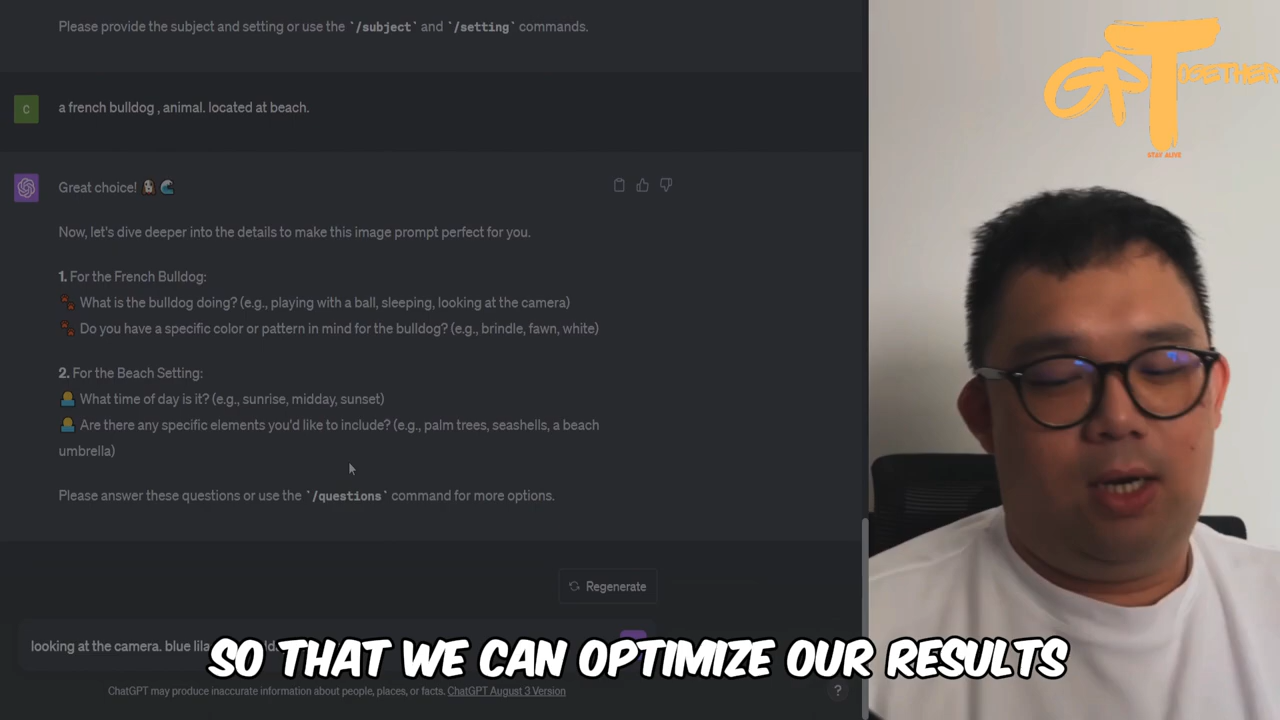 Please provide the subject and setting or use the `/subject` and `/setting` commands.
GPTOGETHER
STAY ALIVE
C
a french bulldog , animal. located at beach.
Great choice!
Now, let's dive deeper into the details to make this image prompt perfect for you.
1. For the French Bulldog:
What is the bulldog doing? (e.g., playing with a ball, sleeping, looking at the camera)
Do you have a specific color or pattern in mind for the bulldog? (e.g., brindle, fawn, white)
2. For the Beach Setting:
What time of day is it? (e.g., sunrise, midday, sunset)
Are there any specific elements you'd like to include? (e.g., palm trees, seashells, a beach
umbrella)
Please answer these questions or use the `/questions` command for more options.
Regenerate
looking at the camera. blue
SO THAT WE CAN OPTIMIZE OUR RESULTS
ChatGPT may produce inaccurate information about people, places, or facts. ChatGPT August 3 Version
?